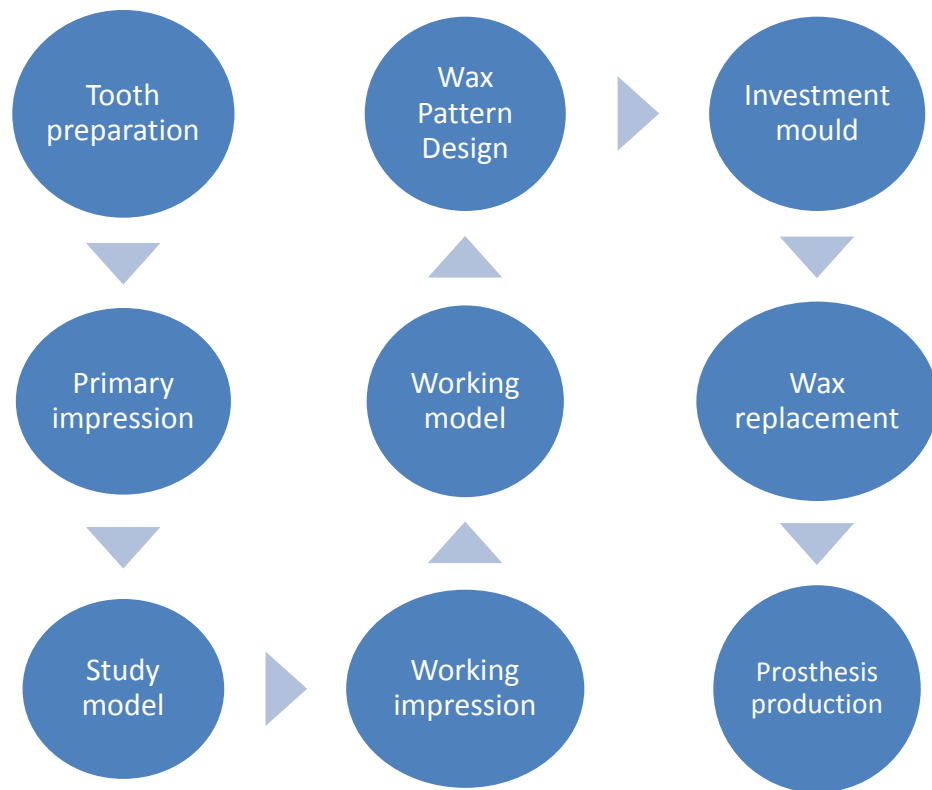 Tooth
preparation
Primary
impression
Study
model
Working
impression
Working
model
Wax
Pattern
Design
Investment
mould
Wax
replacement
Prosthesis
production